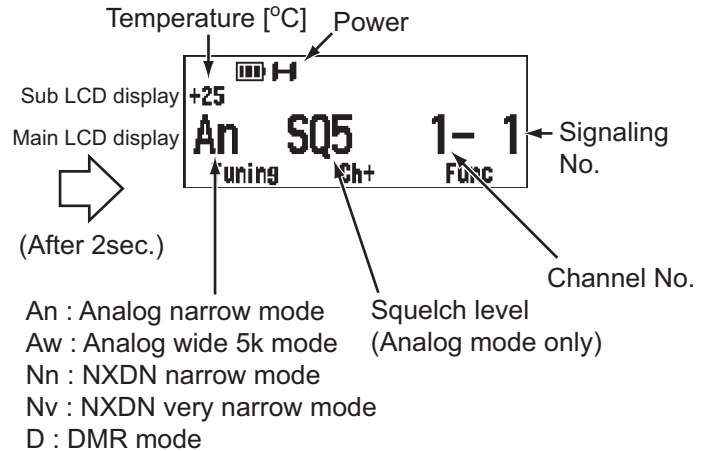 Temperature [°C]
Power
Sub LCD display
+25
Main LCD display
An SQ5 1- 1
Signaling
No.
Tuning Ch+ Func
(After 2sec.)
Channel No.
An : Analog narrow mode
Aw : Analog wide 5k mode
Nn : NXDN narrow mode
Nv : NXDN very narrow mode
D : DMR mode
Squelch level
(Analog mode only)